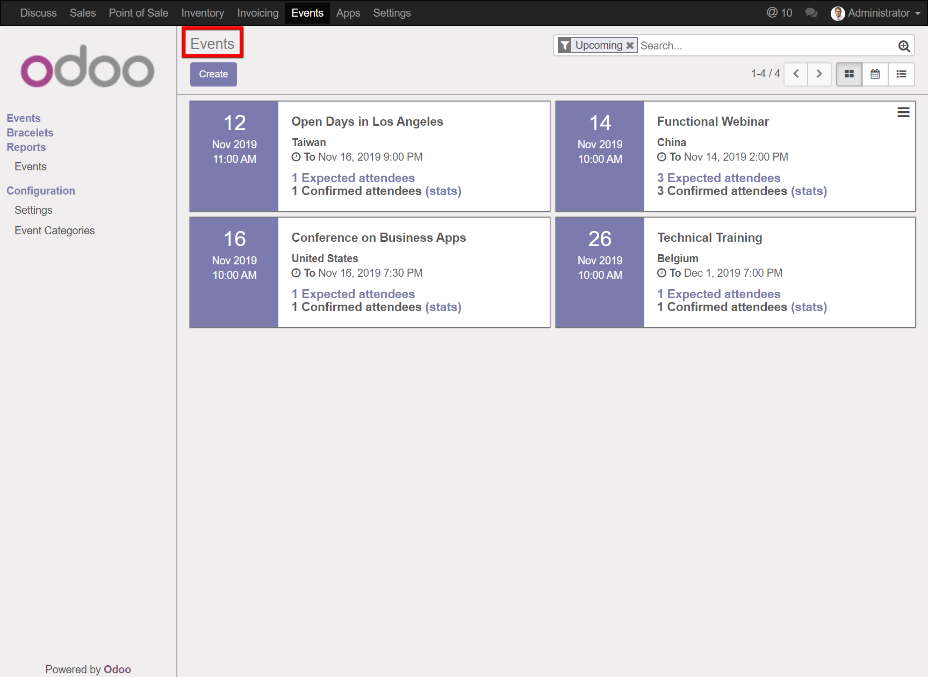 Discuss Sales Point of Sale Inventory Invoicing Events Apps Settings @ 10 Administrator
odoo
Events
Bracelets
Reports
Events
Configuration
Settings
Event Categories
Powered by Odoo
Events
Upcoming Search...
Create
1-4 / 4
12
Nov 2019
11:00 AM
Open Days in Los Angeles
Taiwan
To Nov 16, 2019 9:00 PM
1 Expected attendees
1 Confirmed attendees (stats)
14
Nov 2019
10:00 AM
Functional Webinar
China
To Nov 14, 2019 2:00 PM
3 Expected attendees
3 Confirmed attendees (stats)
16
Nov 2019
10:00 AM
Conference on Business Apps
United States
To Nov 16, 2019 7:30 PM
1 Expected attendees
1 Confirmed attendees (stats)
26
Nov 2019
10:00 AM
Technical Training
Belgium
To Dec 1, 2019 7:00 PM
1 Expected attendees
1 Confirmed attendees (stats)